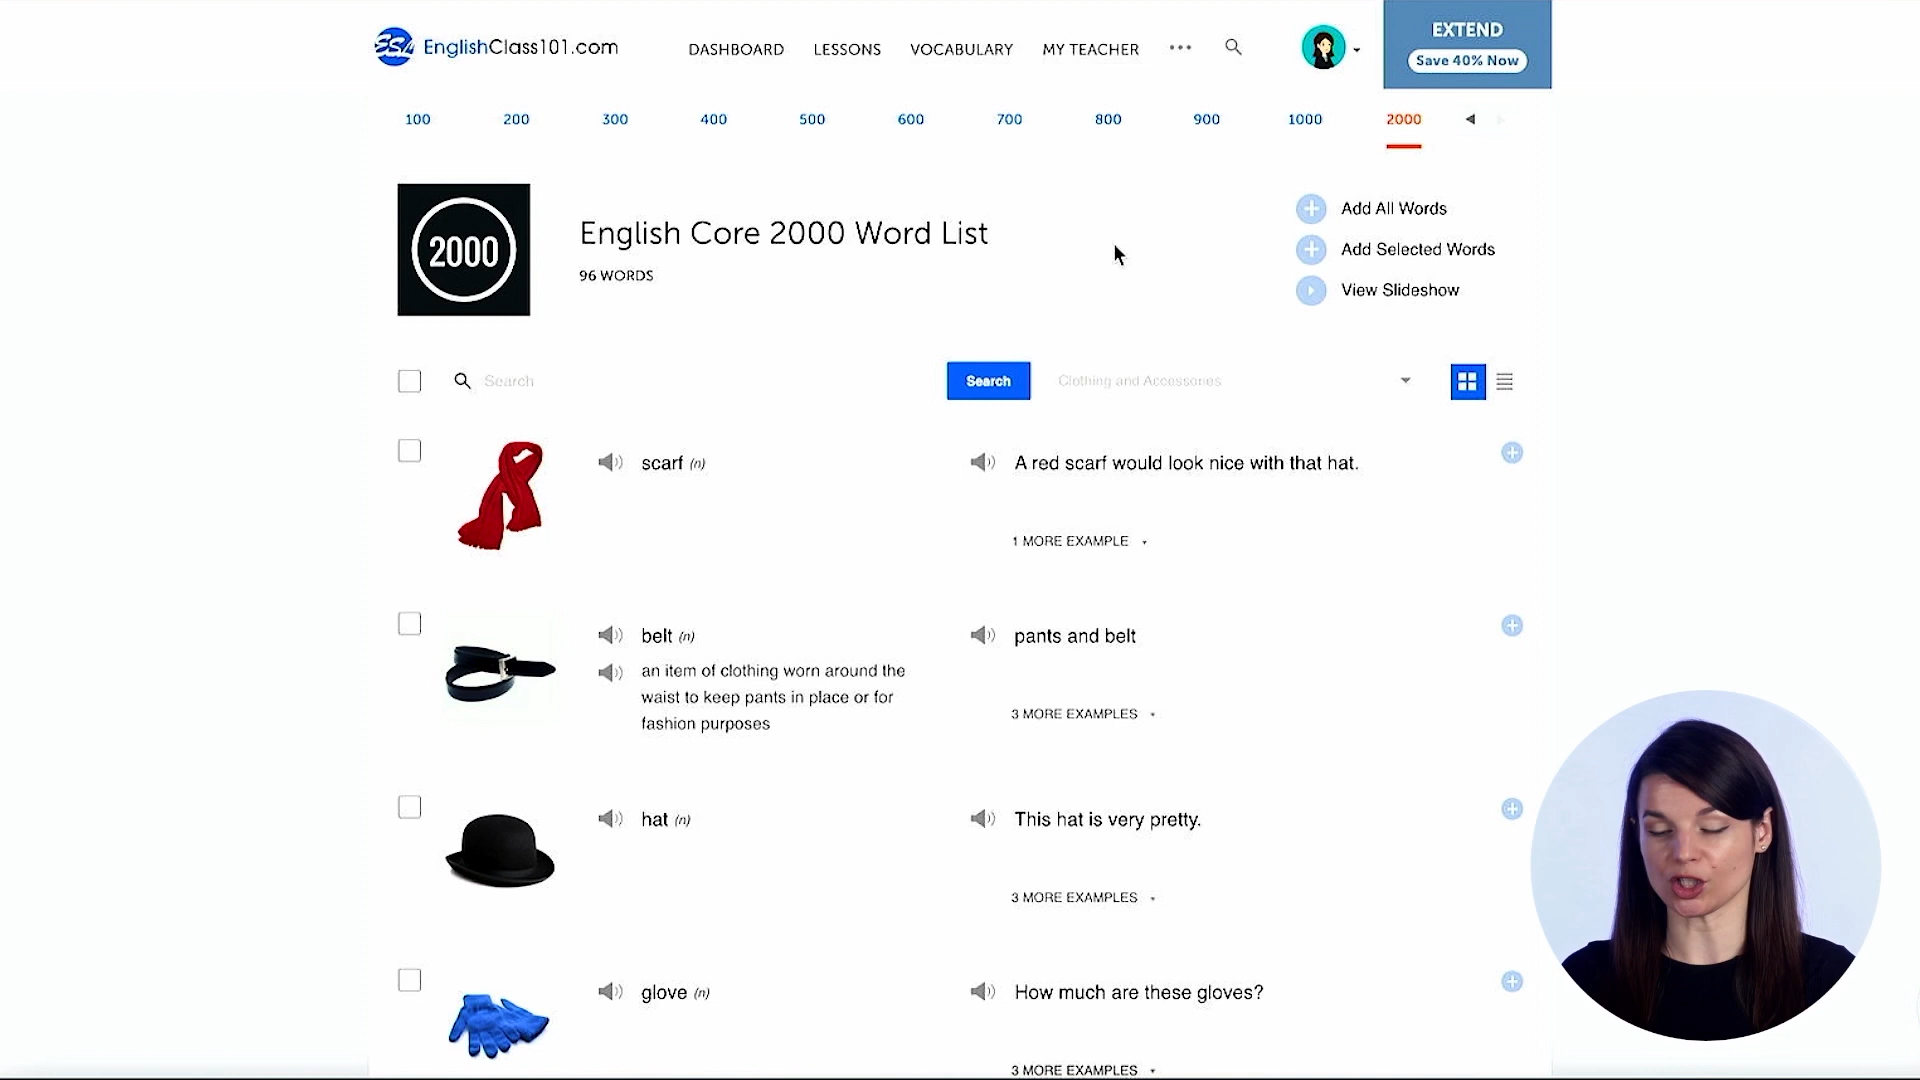 EnglishClass101.com
DASHBOARD
LESSONS
VOCABULARY
MY TEACHER
EXTEND
Save 40% Now
100
200
300
400
500
600
700
800
900
1000
2000
2000
English Core 2000 Word List
96 WORDS
Add All Words
Add Selected Words
View Slideshow
Search
Search
Clothing and Accessories
scarf (n)
A red scarf would look nice with that hat.
1 MORE EXAMPLE
belt (n)
an item of clothing worn around the
waist to keep pants in place or for
fashion purposes
pants and belt
3 MORE EXAMPLES
hat (n)
This hat is very pretty.
3 MORE EXAMPLES
glove (n)
How much are these gloves?
3 MORE EXAMPLES